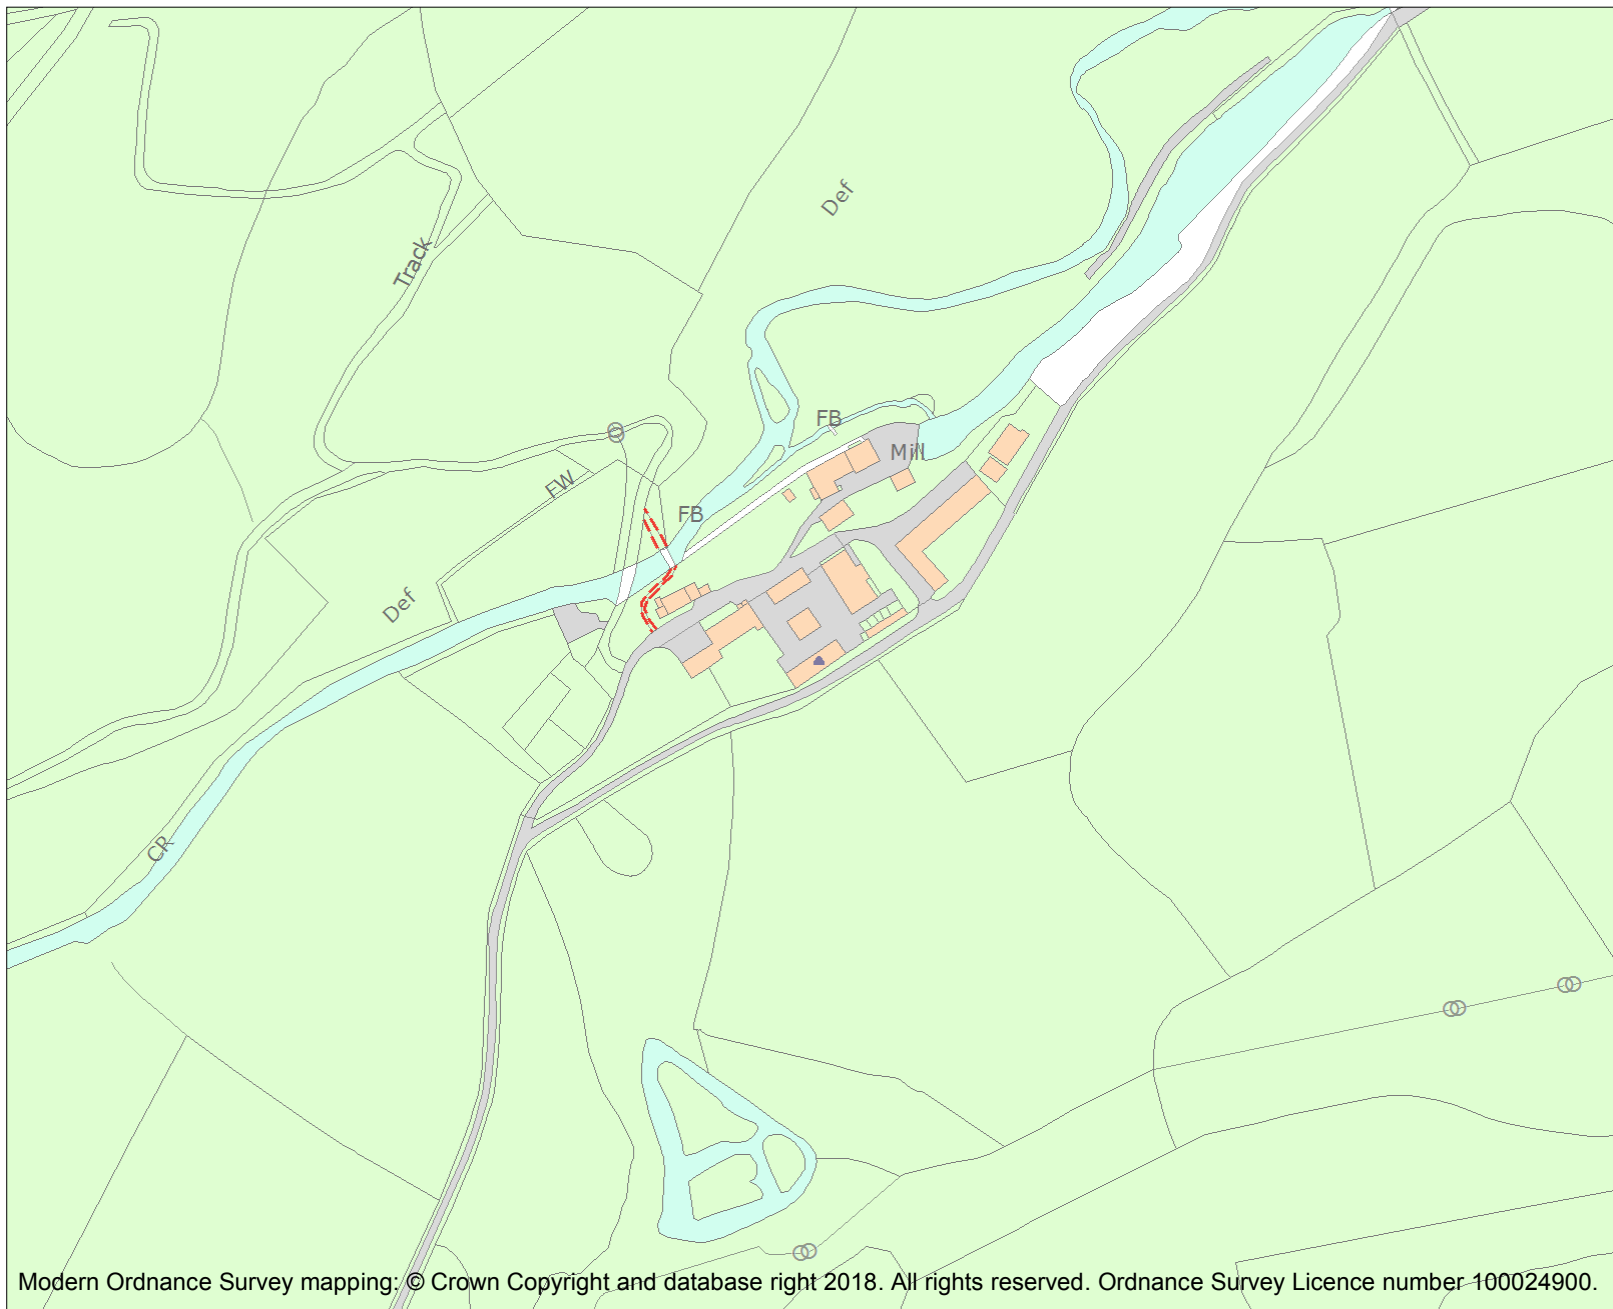 Def
Track
FB
Mill
FW
FB
Def
CR
Modern Ordnance Survey mapping: © Crown Copyright and database right 2018. All rights reserved. Ordnance Survey Licence number 100024900.